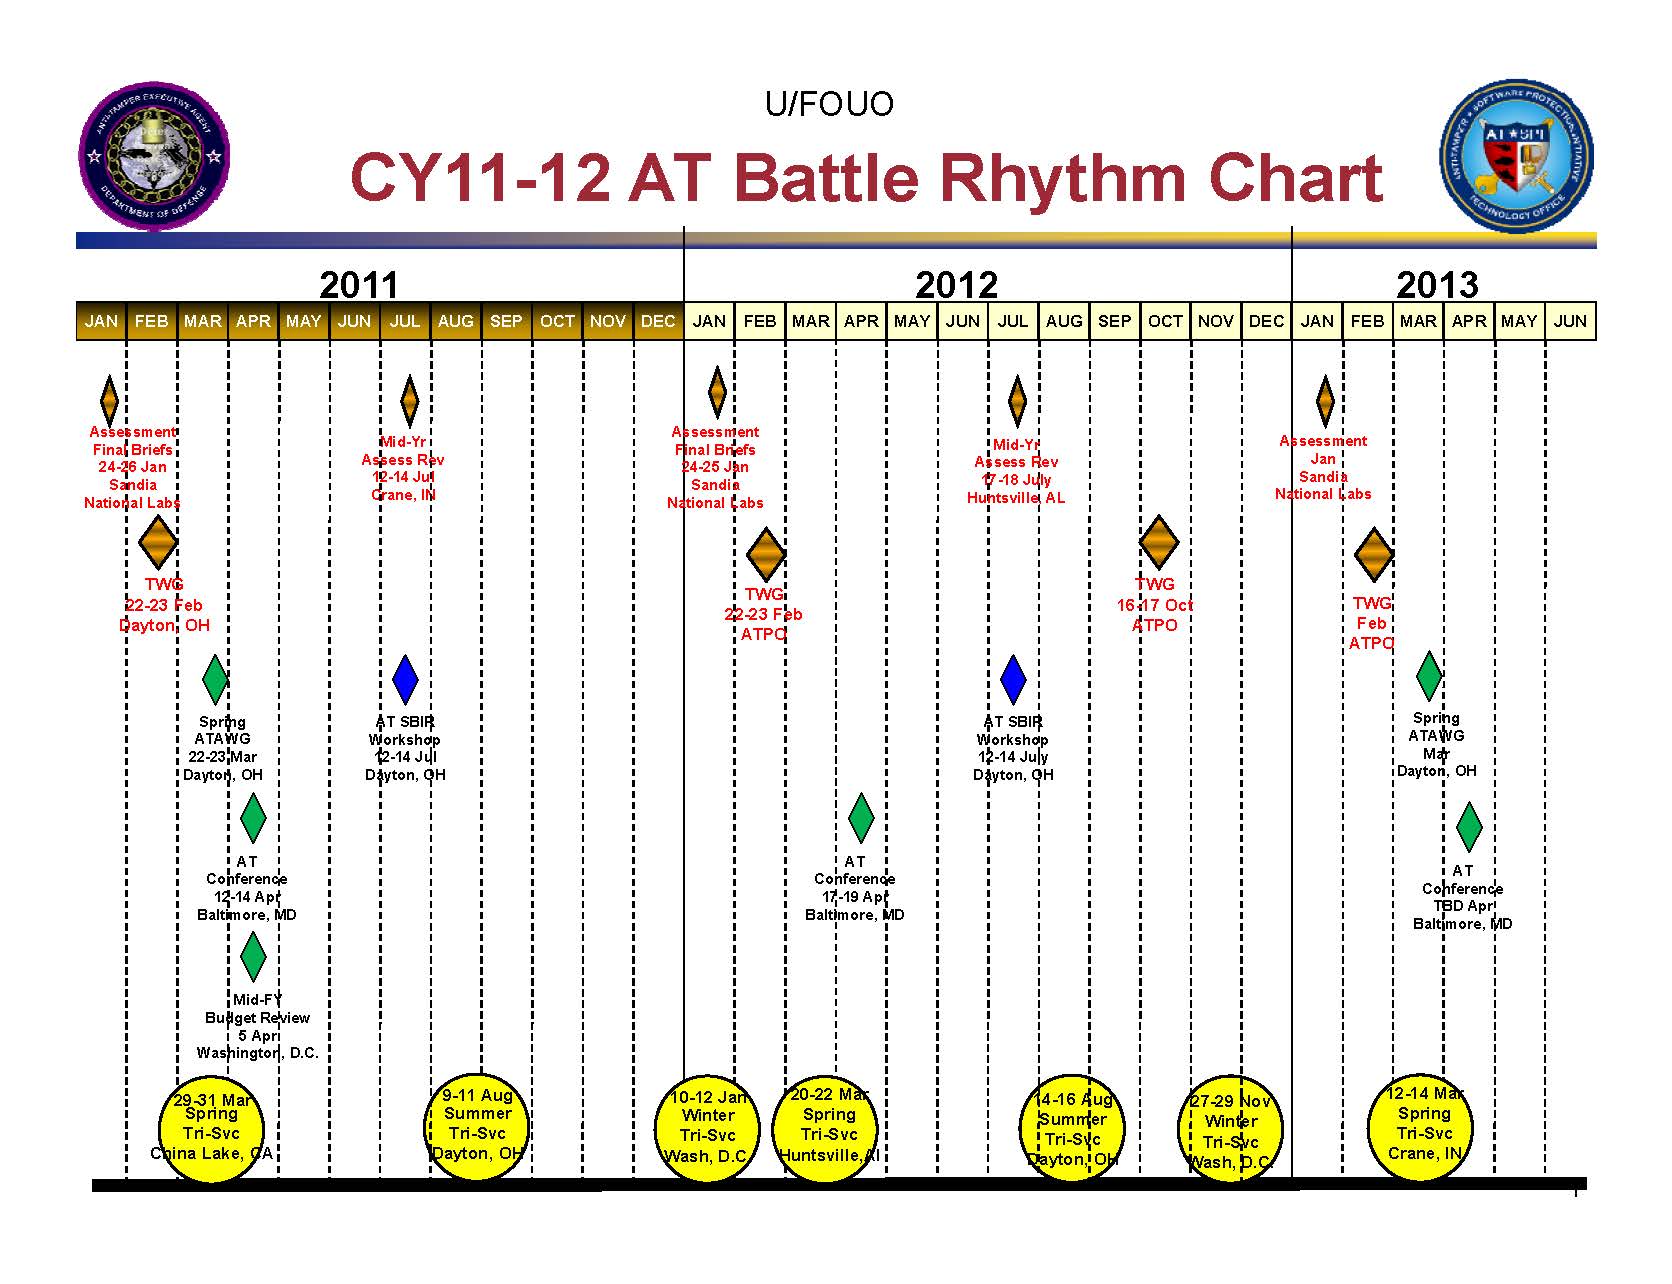 U/FOUO
CY11-12 AT Battle Rhythm Chart
ANTI-TAMPER EXECUTIVE AGENT
DEPARTMENT OF DEFENSE
ANTI-TAMPER ★ SOFTWARE PROTECTION INITIATIVE
AT★SPI
TECHNOLOGY OFFICE
2011 2012 2013
JAN FEB MAR APR MAY JUN JUL AUG SEP OCT NOV DEC JAN FEB MAR APR MAY JUN JUL AUG SEP OCT NOV DEC JAN FEB MAR APR MAY JUN
Assessment
Final Briefs
24-26 Jan
Sandia
National Labs
Mid-Yr
Assess Rev
12-14 Jul
Crane, IN
Assessment
Final Briefs
24-25 Jan
Sandia
National Labs
Mid-Yr
Assess Rev
17-18 July
Huntsville, AL
Assessment
Jan
Sandia
National Labs
TWG
22-23 Feb
Dayton, OH
TWG
22-23 Feb
ATPO
TWG
16-17 Oct
ATPO
TWG
Feb
ATPO
Spring
ATAWG
22-23 Mar
Dayton, OH
AT SBIR
Workshop
12-14 Jul
Dayton, OH
AT SBIR
Workshop
12-14 July
Dayton, OH
Spring
ATAWG
Mar
Dayton, OH
AT
Conference
12-14 Apr
Baltimore, MD
AT
Conference
17-19 Apr
Baltimore, MD
AT
Conference
TBD Apr
Baltimore, MD
Mid-FY
Budget Review
5 Apr
Washington, D.C.
29-31 Mar
Spring
Tri-Svc
China Lake, CA
9-11 Aug
Summer
Tri-Svc
Dayton, OH
10-12 Jan
Winter
Tri-Svc
Wash, D.C.
20-22 Mar
Spring
Tri-Svc
Huntsville,Al
14-16 Aug
Summer
Tri-Svc
Dayton, OH
27-29 Nov
Winter
Tri-Svc
Wash, D.C.
12-14 Mar
Spring
Tri-Svc
Crane, IN
1